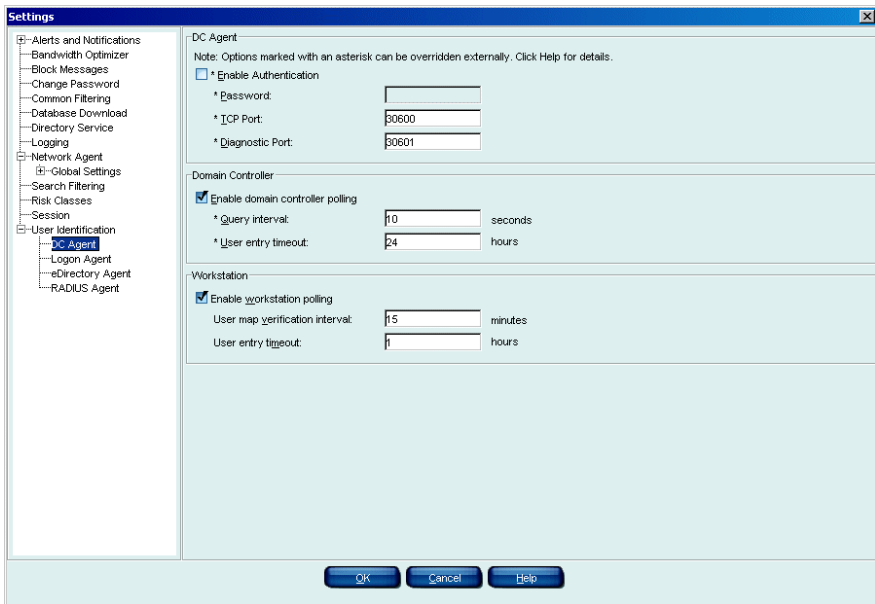 Settings
Alerts and Notifications
Bandwidth Optimizer
Block Messages
Change Password
Common Filtering
Database Download
Directory Service
Logging
Network Agent
Global Settings
Search Filtering
Risk Classes
Session
User Identification
DC Agent
Logon Agent
eDirectory Agent
RADIUS Agent
DC Agent
Note: Options marked with an asterisk can be overridden externally. Click Help for details.
* Enable Authentication
* Password:
* TCP Port: 30600
* Diagnostic Port: 30601
Domain Controller
Enable domain controller polling
* Query interval: 10 seconds
* User entry timeout: 24 hours
Workstation
Enable workstation polling
User map verification interval: 15 minutes
User entry timeout: 1 hours
OK Cancel Help